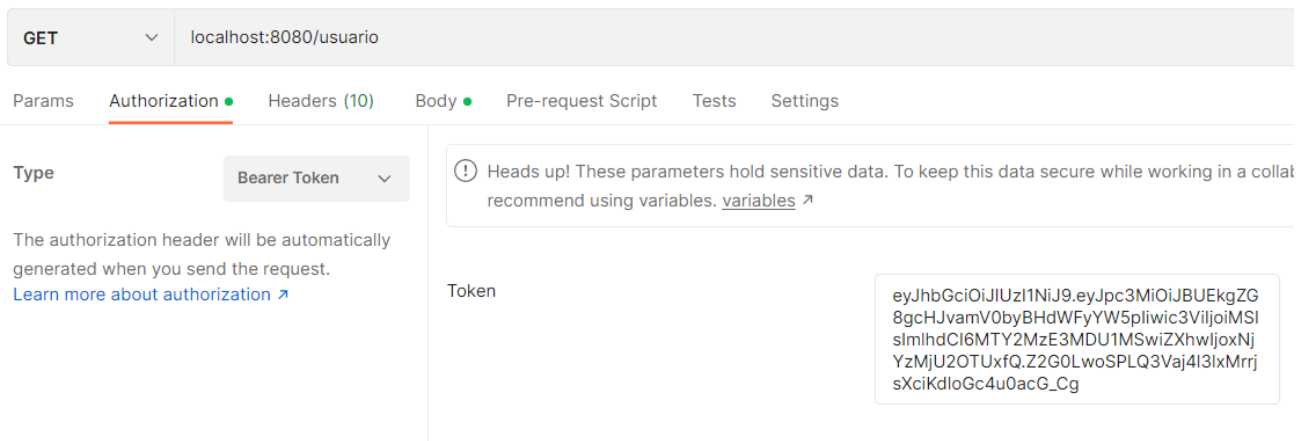 GET localhost:8080/usuario
Params Authorization Headers (10) Body Pre-request Script Tests Settings
Type Bearer Token
The authorization header will be automatically
generated when you send the request.
Learn more about authorization ↗
Heads up! These parameters hold sensitive data. To keep this data secure while working in a collab
recommend using variables. variables ↗
Token
eyJhbGciOiJIUzI1NiJ9.eyJpc3MiOiJBUEkgZG
8gcHJvamV0byBHdWFyYW5pIiwic3ViIjoiMSI
sImlhdCI6MTY2MzE3MDU1MSwiZXhwIjoxNj
YzMjU2OTUxfQ.Z2G0LwoSPLQ3Vaj4l3lxMrrj
sXciKdloGc4u0acG_Cg